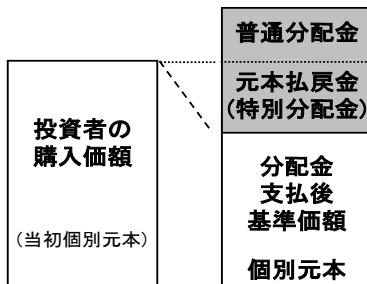 普通分配金
元本払戻金
(特別分配金)
投資者の
購入価額
(当初個別元本)
分配金
支払後
基準価額
個別元本